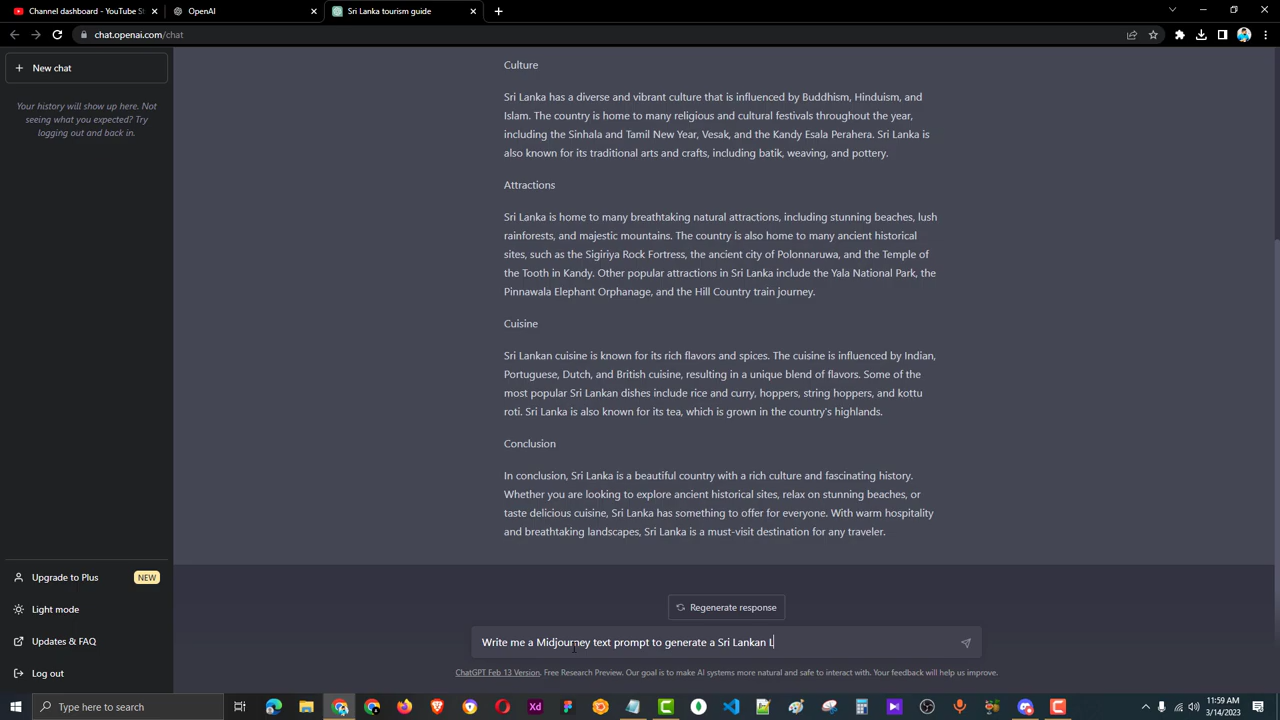 Channel dashboard - YouTube St
OpenAI
Sri Lanka tourism guide
chat.openai.com/chat
New chat
Your history will show up here. Not
seeing what you expected? Try
logging out and back in.
Culture
Sri Lanka has a diverse and vibrant culture that is influenced by Buddhism, Hinduism, and
Islam. The country is home to many religious and cultural festivals throughout the year,
including the Sinhala and Tamil New Year, Vesak, and the Kandy Esala Perahera. Sri Lanka is
also known for its traditional arts and crafts, including batik, weaving, and pottery.
Attractions
Sri Lanka is home to many breathtaking natural attractions, including stunning beaches, lush
rainforests, and majestic mountains. The country is also home to many ancient historical
sites, such as the Sigiriya Rock Fortress, the ancient city of Polonnaruwa, and the Temple of
the Tooth in Kandy. Other popular attractions in Sri Lanka include the Yala National Park, the
Pinnawala Elephant Orphanage, and the Hill Country train journey.
Cuisine
Sri Lankan cuisine is known for its rich flavors and spices. The cuisine is influenced by Indian,
Portuguese, Dutch, and British cuisine, resulting in a unique blend of flavors. Some of the
most popular Sri Lankan dishes include rice and curry, hoppers, string hoppers, and kottu
roti. Sri Lanka is also known for its tea, which is grown in the country's highlands.
Conclusion
In conclusion, Sri Lanka is a beautiful country with a rich culture and fascinating history.
Whether you are looking to explore ancient historical sites, relax on stunning beaches, or
taste delicious cuisine, Sri Lanka has something to offer for everyone. With warm hospitality
and breathtaking landscapes, Sri Lanka is a must-visit destination for any traveler.
Upgrade to Plus NEW
Light mode
Updates & FAQ
Log out
Regenerate response
Write me a Midjourney text prompt to generate a Sri Lankan L
ChatGPT Feb 13 Version. Free Research Preview. Our goal is to make AI systems more natural and safe to interact with. Your feedback will help us improve.
Type here to search
Xd
11:59 AM
3/14/2023